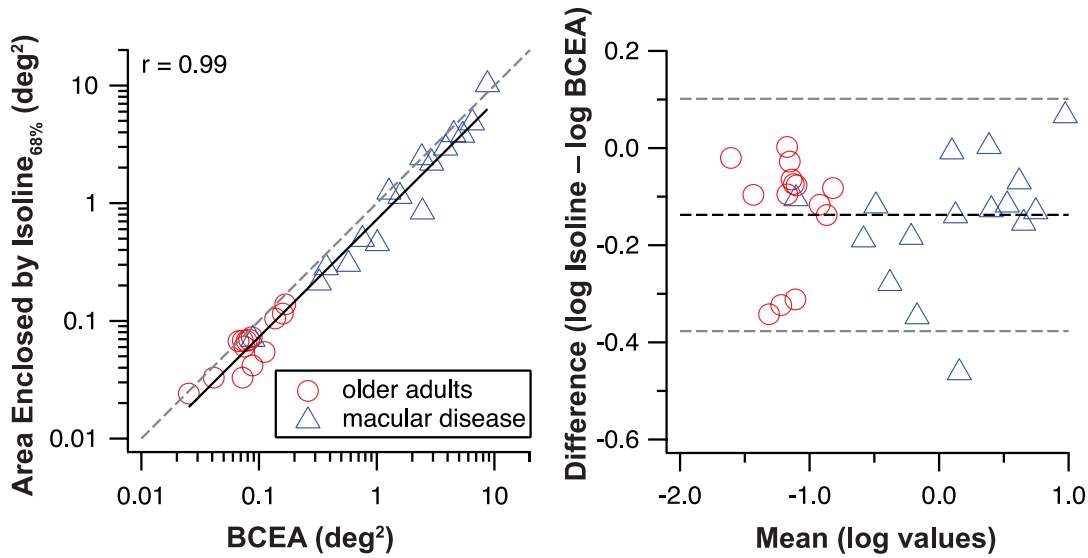 r = 0.99
Area Enclosed by Isoline68% (deg²)
10
1
0.1
0.01
older adults
macular disease
0.01 0.1 1 10
BCEA (deg²)
Difference (log Isoline – log BCEA)
0.2
0.0
-0.2
-0.4
-0.6
-2.0 -1.0 0.0 1.0
Mean (log values)